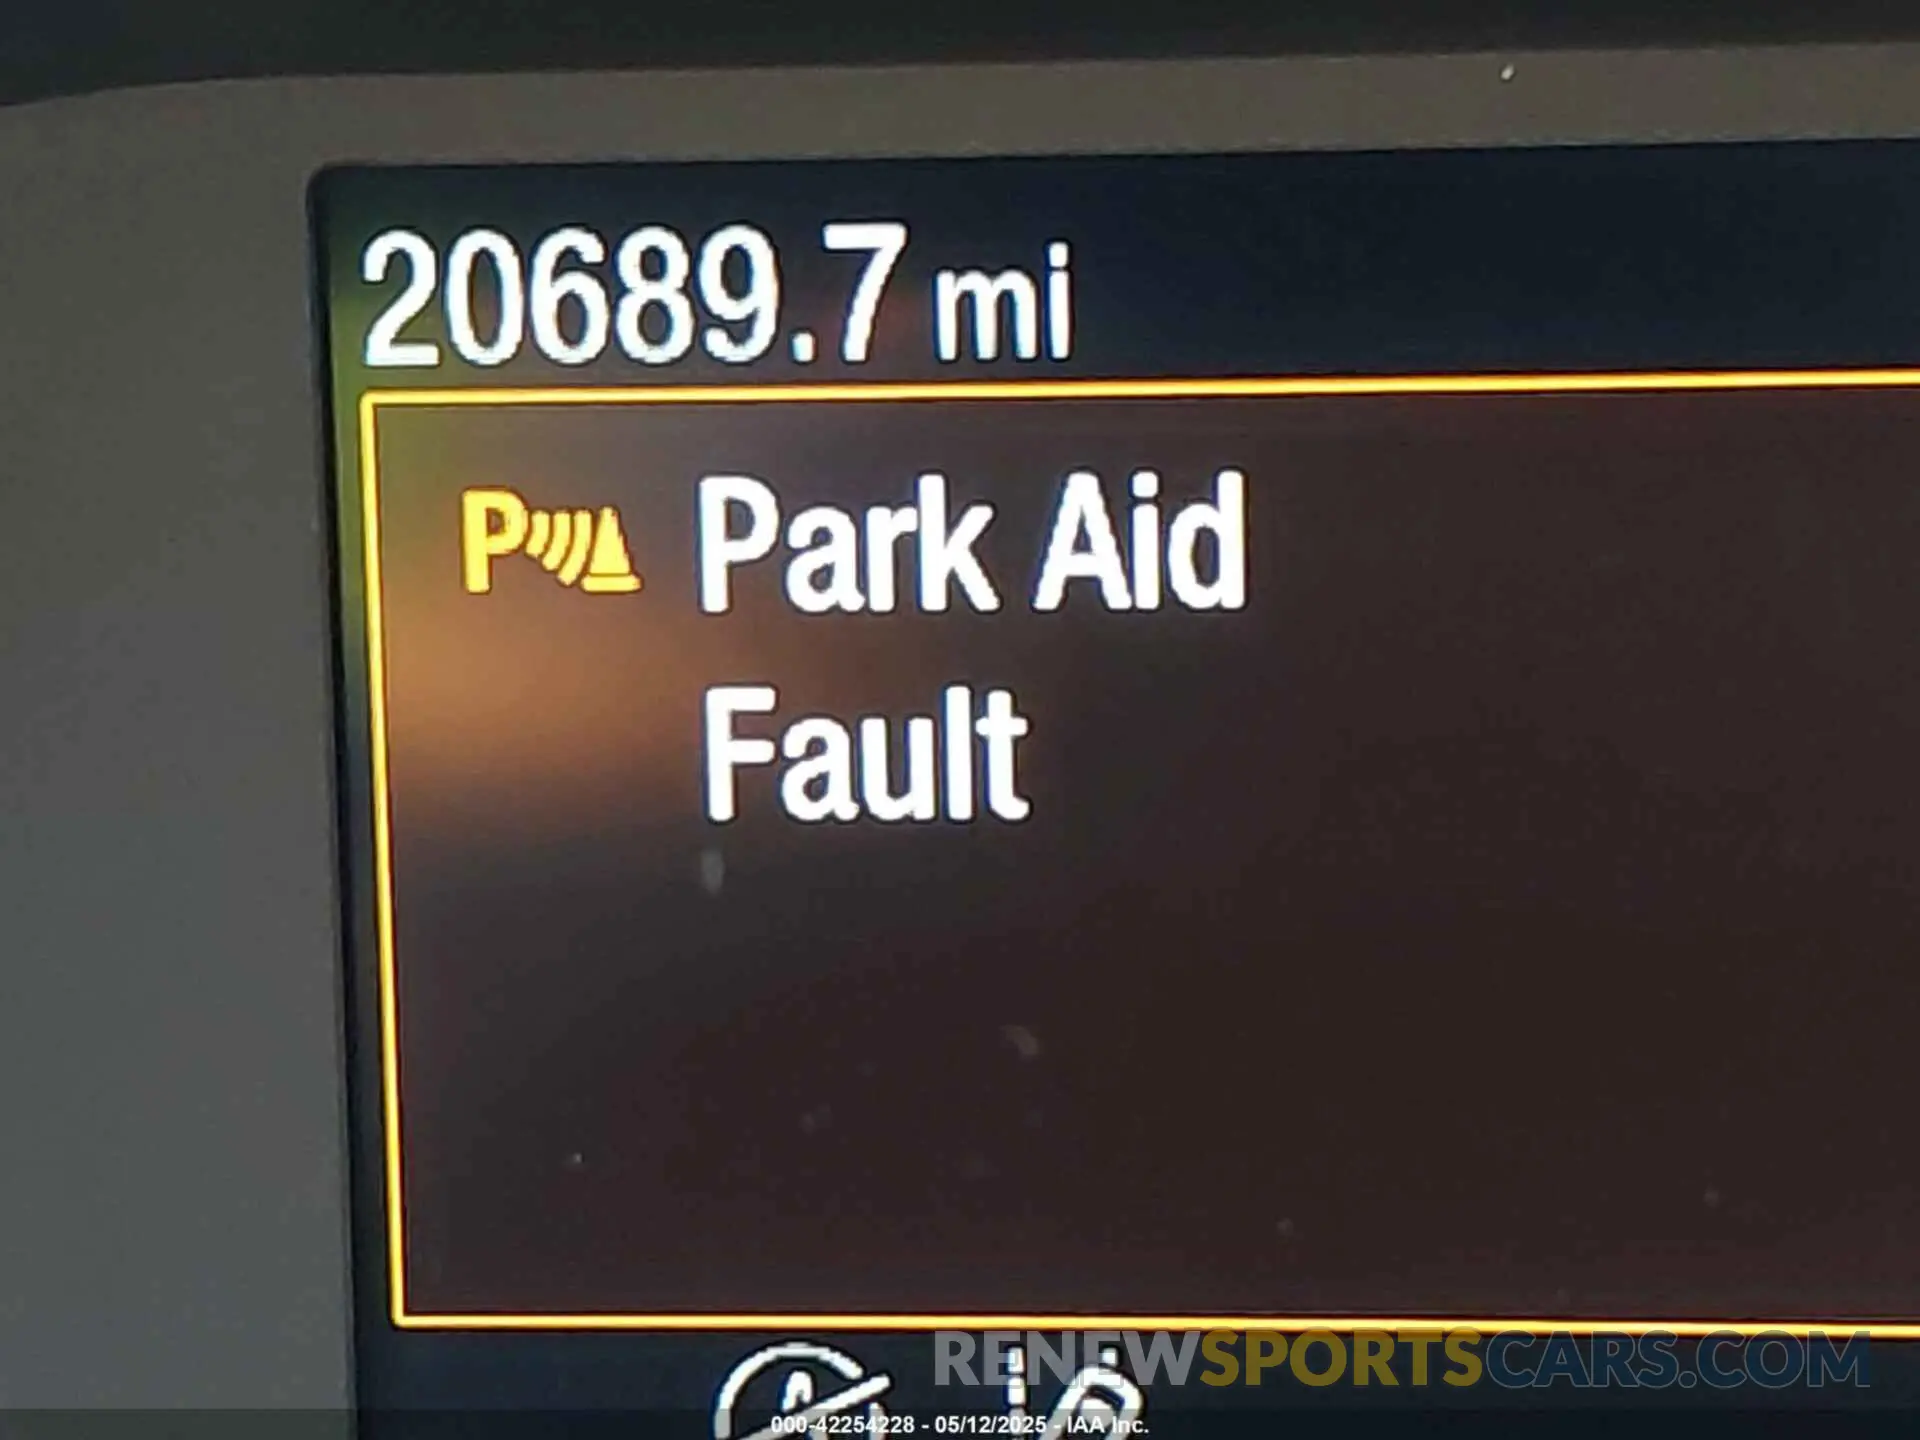 20689.7 mi
P Park Aid
Fault
RENEWSPORTSCARS.COM
A
000-42254228 - 05/12/2025 - IAA Inc.